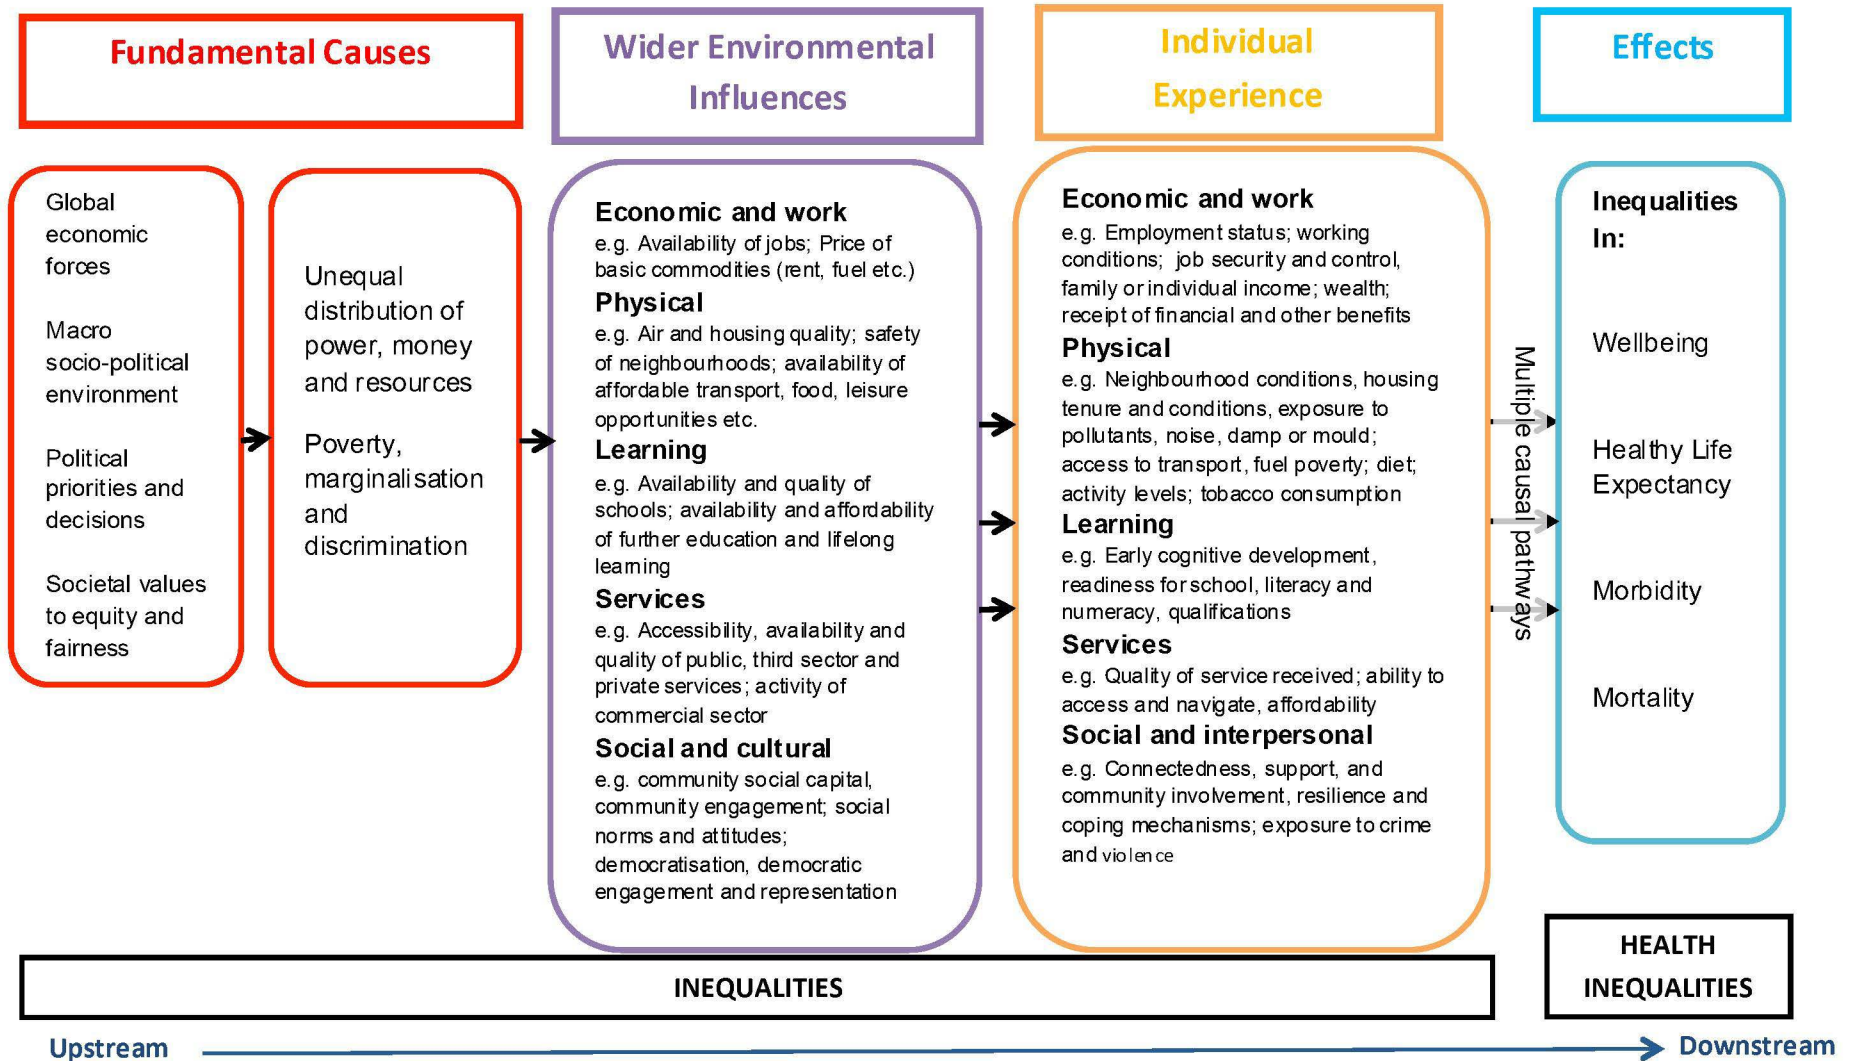 Fundamental Causes
Wider Environmental
Influences
Individual
Experience
Effects
Global
economic
forces
Macro
socio-political
environment
Political
priorities and
decisions
Societal values
to equity and
fairness
Unequal
distribution of
power, money
and resources
Poverty,
marginalisation
and
discrimination
Economic and work
e.g. Availability of jobs; Price of
basic commodities (rent, fuel etc.)
Physical
e.g. Air and housing quality; safety
of neighbourhoods; availability of
affordable transport, food, leisure
opportunities etc.
Learning
e.g. Availability and quality of
schools; availability and affordability
of further education and lifelong
learning
Services
e.g. Accessibility, availability and
quality of public, third sector and
private services; activity of
commercial sector
Social and cultural
e.g. community social capital,
community engagement; social
norms and attitudes;
democratisation, democratic
engagement and representation
Economic and work
e.g. Employment status; working
conditions; job security and control,
family or individual income; wealth;
receipt of financial and other benefits
Physical
e.g. Neighbourhood conditions, housing
tenure and conditions, exposure to
pollutants, noise, damp or mould;
access to transport, fuel poverty; diet;
activity levels; tobacco consumption
Learning
e.g. Early cognitive development,
readiness for school, literacy and
numeracy, qualifications
Services
e.g. Quality of service received; ability to
access and navigate, affordability
Social and interpersonal
e.g. Connectedness, support, and
community involvement, resilience and
coping mechanisms; exposure to crime
and violence
Multiple causal pathways
Inequalities
In:
Wellbeing
Healthy Life
Expectancy
Morbidity
Mortality
INEQUALITIES
HEALTH
INEQUALITIES
Upstream
Downstream